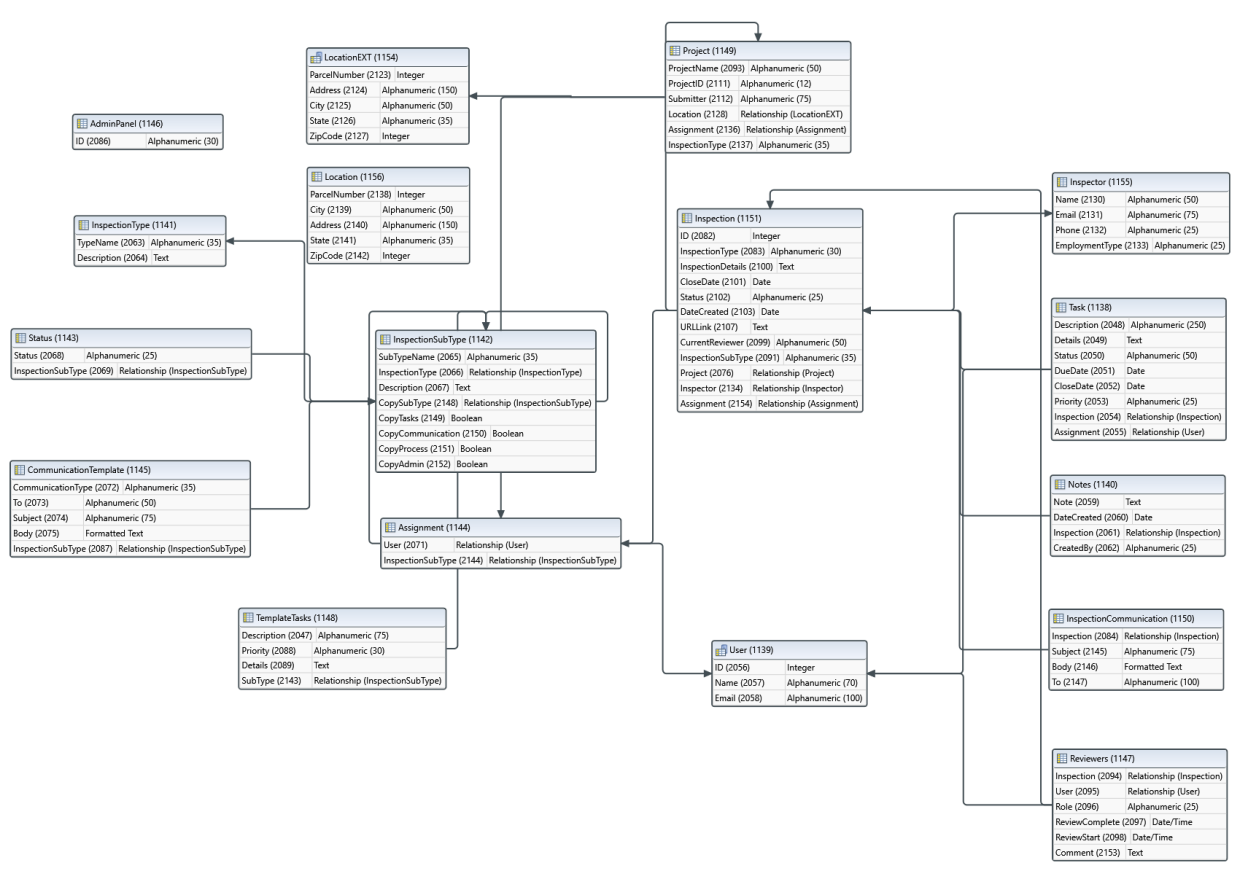 LocationEXT (1154)
ParcelNumber (2123) Integer
Address (2124) Alphanumeric (150)
City (2125) Alphanumeric (50)
State (2126) Alphanumeric (35)
ZipCode (2127) Integer
Project (1149)
ProjectName (2093) Alphanumeric (50)
ProjectID (2111) Alphanumeric (12)
Submitter (2112) Alphanumeric (75)
Location (2128) Relationship (LocationEXT)
Assignment (2136) Relationship (Assignment)
InspectionType (2137) Alphanumeric (35)
AdminPanel (1146)
ID (2086) Alphanumeric (30)
Location (1156)
ParcelNumber (2138) Integer
City (2139) Alphanumeric (50)
Address (2140) Alphanumeric (150)
State (2141) Alphanumeric (35)
ZipCode (2142) Integer
Inspector (1155)
Name (2130) Alphanumeric (50)
Email (2131) Alphanumeric (75)
Phone (2132) Alphanumeric (25)
EmploymentType (2133) Alphanumeric (25)
InspectionType (1141)
TypeName (2063) Alphanumeric (35)
Description (2064) Text
Inspection (1151)
ID (2082) Integer
InspectionType (2083) Alphanumeric (30)
InspectionDetails (2100) Text
CloseDate (2101) Date
Status (2102) Alphanumeric (25)
DateCreated (2103) Date
URLLink (2107) Text
CurrentReviewer (2099) Alphanumeric (50)
InspectionSubType (2091) Alphanumeric (35)
Project (2076) Relationship (Project)
Inspector (2134) Relationship (Inspector)
Assignment (2154) Relationship (Assignment)
Task (1138)
Description (2048) Alphanumeric (250)
Details (2049) Text
Status (2050) Alphanumeric (50)
DueDate (2051) Date
CloseDate (2052) Date
Priority (2053) Alphanumeric (25)
Inspection (2054) Relationship (Inspection)
Assignment (2055) Relationship (User)
Status (1143)
Status (2068) Alphanumeric (25)
InspectionSubType (2069) Relationship (InspectionSubType)
InspectionSubType (1142)
SubTypeName (2065) Alphanumeric (35)
InspectionType (2066) Relationship (InspectionType)
Description (2067) Text
CopySubType (2148) Relationship (InspectionSubType)
CopyTasks (2149) Boolean
CopyCommunication (2150) Boolean
CopyProcess (2151) Boolean
CopyAdmin (2152) Boolean
CommunicationTemplate (1145)
CommunicationType (2072) Alphanumeric (35)
To (2073) Alphanumeric (50)
Subject (2074) Alphanumeric (75)
Body (2075) Formatted Text
InspectionSubType (2087) Relationship (InspectionSubType)
Notes (1140)
Note (2059) Text
DateCreated (2060) Date
Inspection (2061) Relationship (Inspection)
CreatedBy (2062) Alphanumeric (25)
Assignment (1144)
User (2071) Relationship (User)
InspectionSubType (2144) Relationship (InspectionSubType)
TemplateTasks (1148)
Description (2047) Alphanumeric (75)
Priority (2088) Alphanumeric (30)
Details (2089) Text
SubType (2143) Relationship (InspectionSubType)
InspectionCommunication (1150)
Inspection (2084) Relationship (Inspection)
Subject (2145) Alphanumeric (75)
Body (2146) Formatted Text
To (2147) Alphanumeric (100)
User (1139)
ID (2056) Integer
Name (2057) Alphanumeric (70)
Email (2058) Alphanumeric (100)
Reviewers (1147)
Inspection (2094) Relationship (Inspection)
User (2095) Relationship (User)
Role (2096) Alphanumeric (25)
ReviewComplete (2097) Date/Time
ReviewStart (2098) Date/Time
Comment (2153) Text